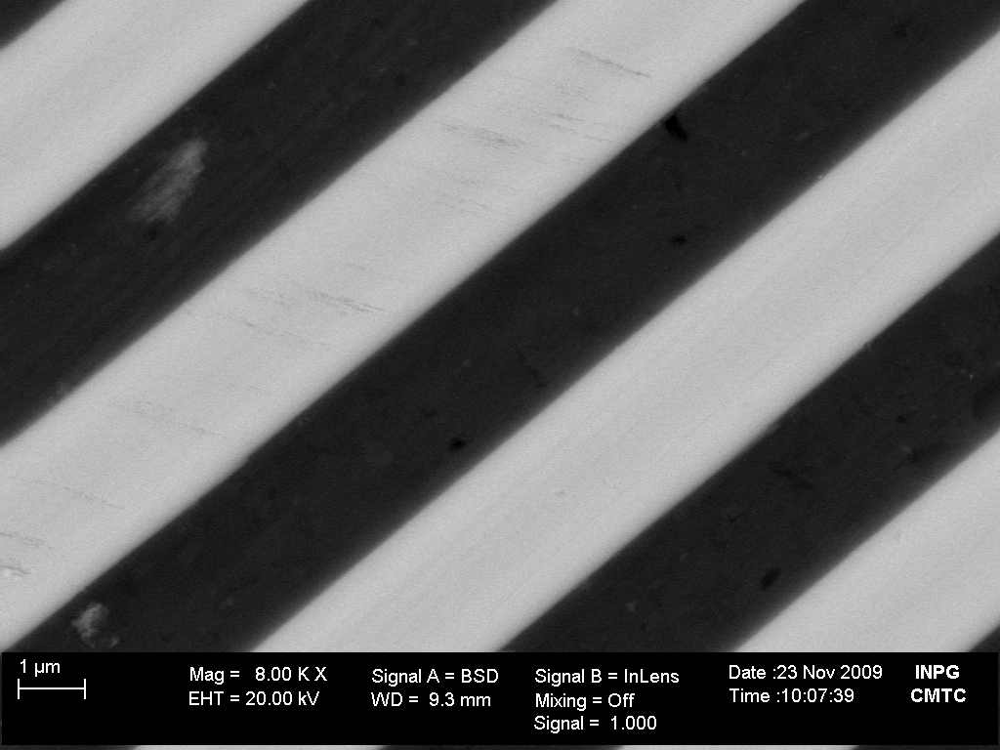 1 µm
Mag = 8.00 K X
EHT = 20.00 kV
Signal A = BSD
WD = 9.3 mm
Signal B = InLens
Mixing = Off
Signal = 1.000
Date :23 Nov 2009
Time :10:07:39
INPG
CMTC